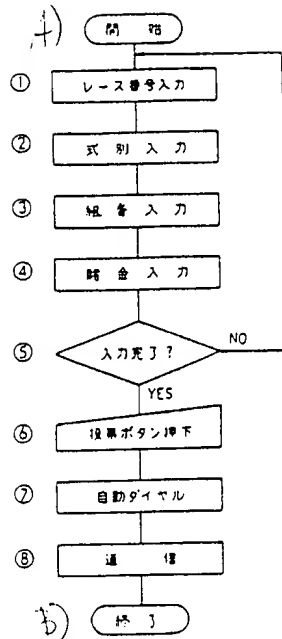 A)
開始
① レース番号入力
② 式別入力
③ 組番入力
④ 賭金入力
⑤ 入力完了?
NO
YES
⑥ 投票ボタン押下
⑦ 自動ダイヤル
⑧ 通信
B) 終了